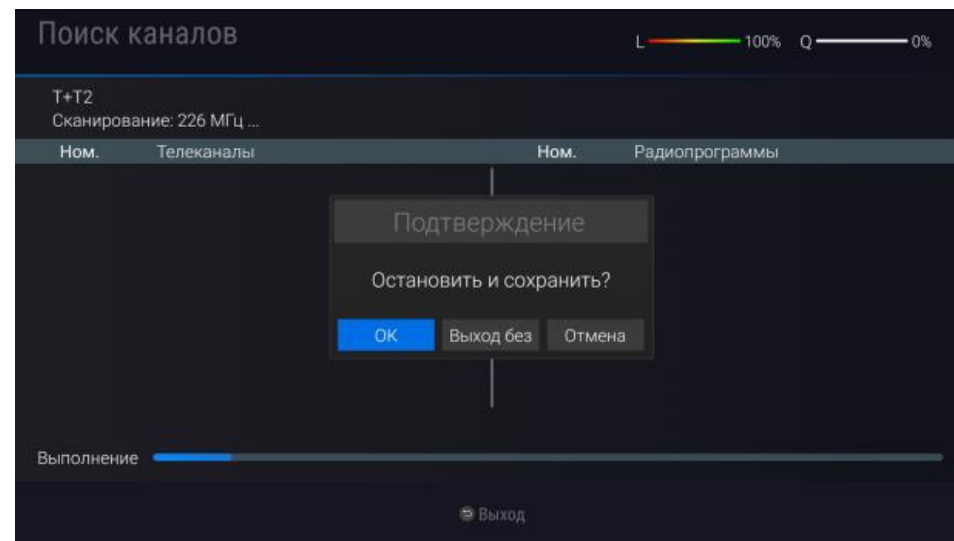 Поиск каналов
L 100% Q 0%
T+T2
Сканирование: 226 МГц ...
Ном. Телеканалы Ном. Радиопрограммы
Подтверждение
Остановить и сохранить?
OK Выход без Отмена
Выполнение
Выход